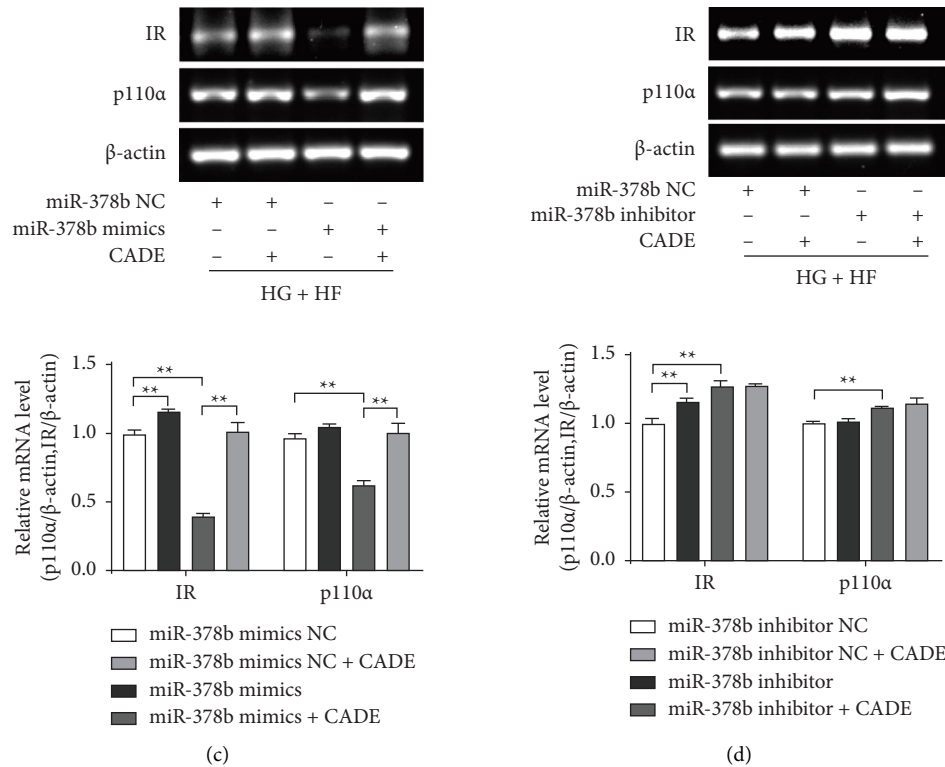 IR
p110α
β-actin
miR-378b NC + + – –
miR-378b mimics – – + +
CADE – + – +
HG + HF
Relative mRNA level
(p110α/β-actin,IR/β-actin)
1.5
1.0
0.5
0.0
** ** **
** **
IR p110α
miR-378b mimics NC
miR-378b mimics NC + CADE
miR-378b mimics
miR-378b mimics + CADE
(c)
IR
p110α
β-actin
miR-378b NC + + – –
miR-378b inhibitor – – + +
CADE – + – +
HG + HF
Relative mRNA level
(p110α/β-actin,IR/β-actin)
1.5
1.0
0.5
0.0
**
** **
IR p110α
miR-378b inhibitor NC
miR-378b inhibitor NC + CADE
miR-378b inhibitor
miR-378b inhibitor + CADE
(d)